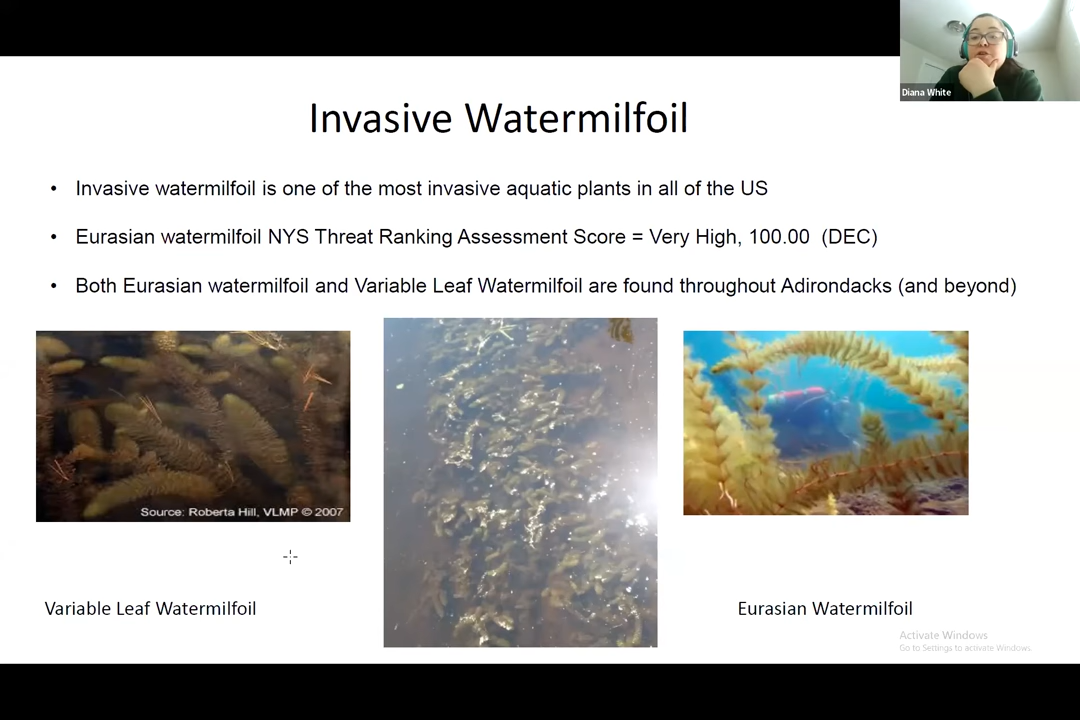 Diana White
Invasive Watermilfoil
• Invasive watermilfoil is one of the most invasive aquatic plants in all of the US
• Eurasian watermilfoil NYS Threat Ranking Assessment Score = Very High, 100.00 (DEC)
• Both Eurasian watermilfoil and Variable Leaf Watermilfoil are found throughout Adirondacks (and beyond)
Source: Roberta Hill, VLMP © 2007
Variable Leaf Watermilfoil
Eurasian Watermilfoil
Activate Windows
Go to Settings to activate Windows.